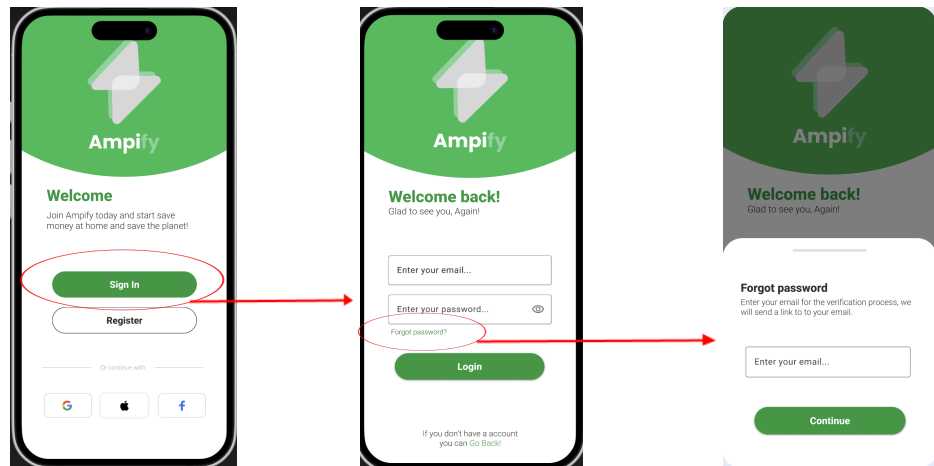 Ampify
Welcome
Join Ampify today and start save
money at home and save the planet!
Sign In
Register
Or continue with
Ampify
Welcome back!
Glad to see you, Again!
Enter your email...
Enter your password...
Forgot password?
Login
If you don't have a account
you can Go Back!
Ampify
Welcome back!
Glad to see you, Again!
Forgot password
Enter your email for the verification process, we
will send a link to to your email.
Enter your email...
Continue